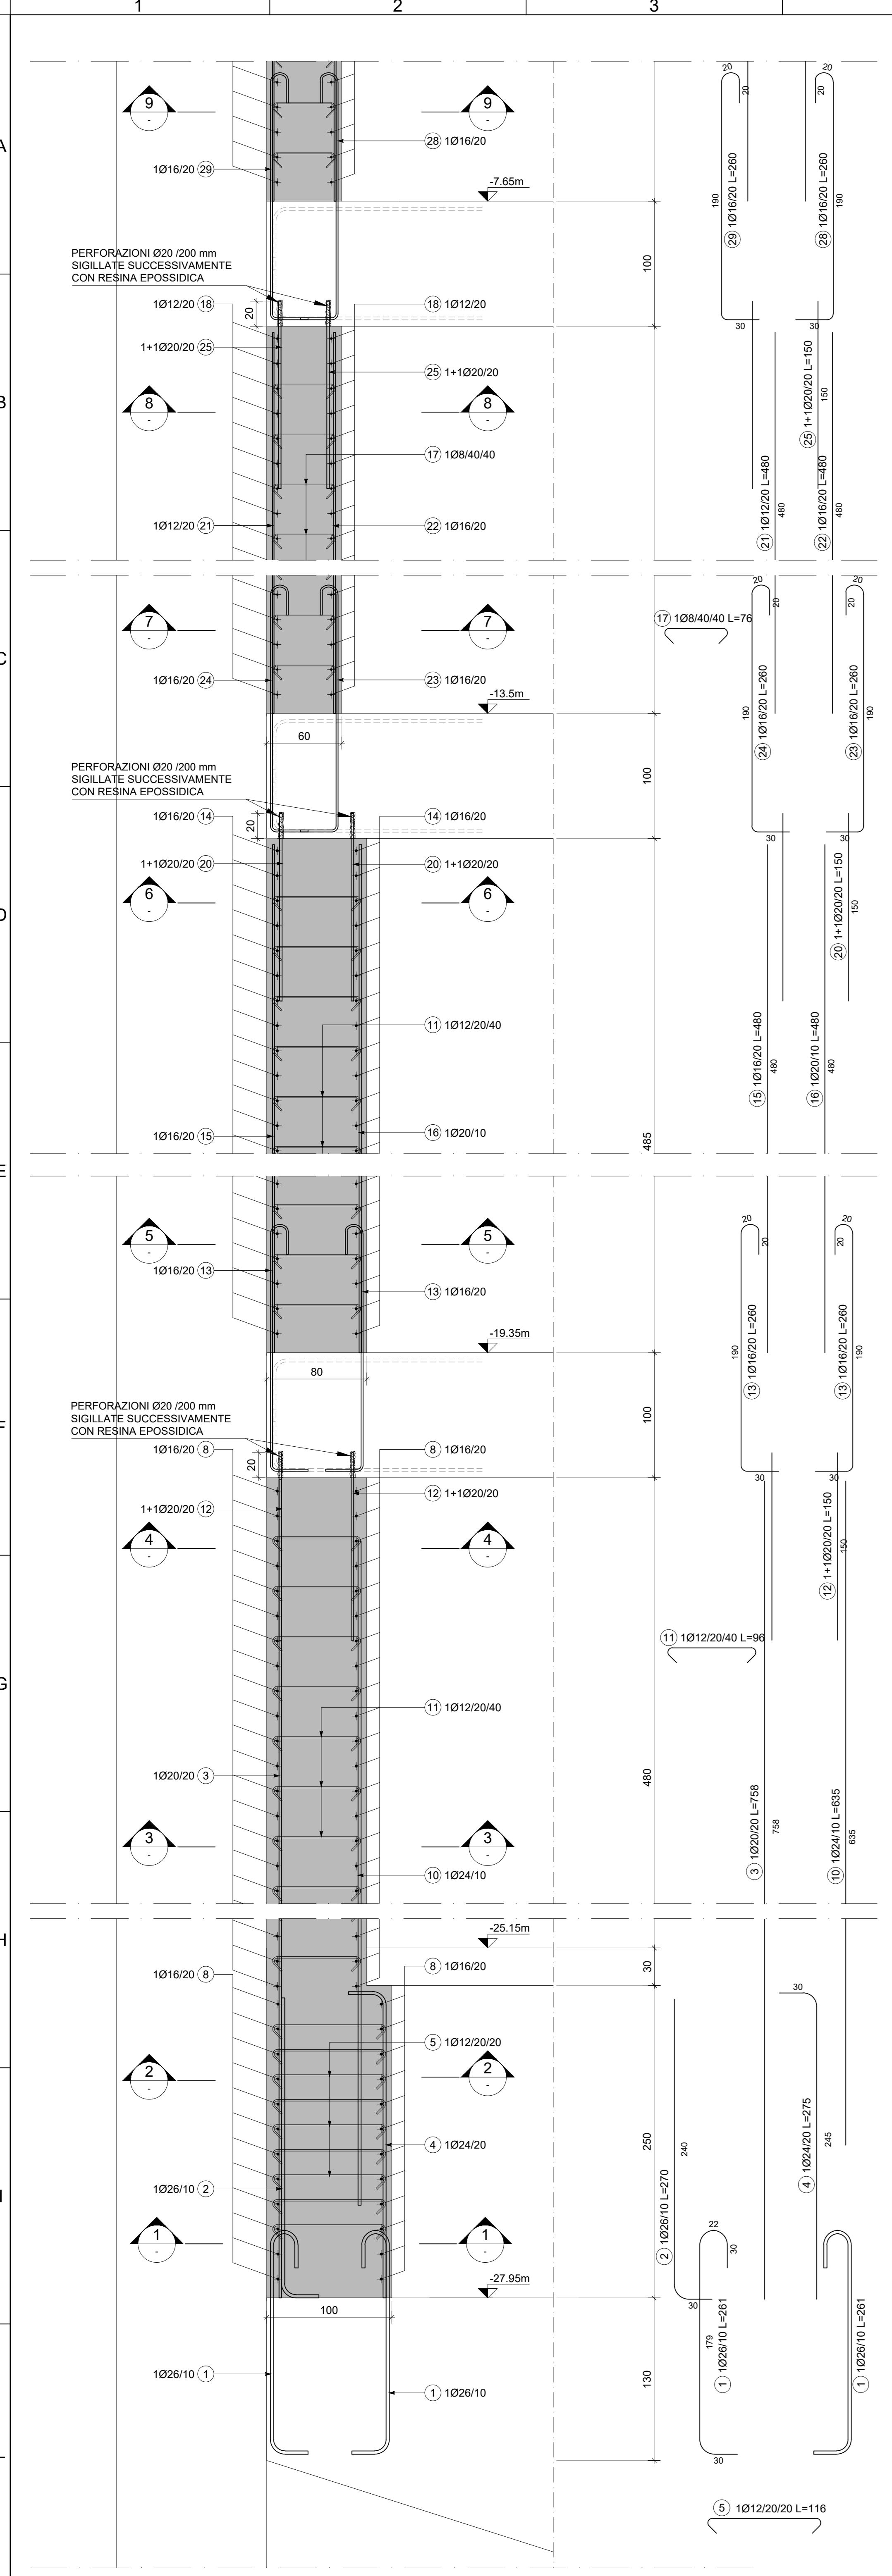 1
2
3
A
9
-
9
-
28 1Ø16/20
1Ø16/20 29
-7.65m
PERFORAZIONI Ø20 /200 mm
SIGILLATE SUCCESSIVAMENTE
CON RESINA EPOSSIDICA
1Ø12/20 18
20
18 1Ø12/20
100
20
20
190
29 1Ø16/20 L=260
30
20
20
28 1Ø16/20 L=260
190
30
B
1+1Ø20/20 25
25 1+1Ø20/20
8
-
8
-
17 1Ø8/40/40
1Ø12/20 21
22 1Ø16/20
25 1+1Ø20/20 L=150
150
21 1Ø12/20 L=480
480
22 1Ø16/20 L=480
480
C
7
-
7
-
1Ø16/20 24
23 1Ø16/20
-13.5m
60
17 1Ø8/40/40 L=76
20
20
190
24 1Ø16/20 L=260
30
20
20
23 1Ø16/20 L=260
190
30
100
PERFORAZIONI Ø20 /200 mm
SIGILLATE SUCCESSIVAMENTE
CON RESINA EPOSSIDICA
1Ø16/20 14
20
14 1Ø16/20
D
1+1Ø20/20 20
20 1+1Ø20/20
6
-
6
-
11 1Ø12/20/40
1Ø16/20 15
16 1Ø20/10
485
20 1+1Ø20/20 L=150
150
15 1Ø16/20 L=480
480
16 1Ø20/10 L=480
480
E
5
-
5
-
1Ø16/20 13
13 1Ø16/20
-19.35m
80
20
20
190
13 1Ø16/20 L=260
30
20
20
13 1Ø16/20 L=260
190
30
100
F
PERFORAZIONI Ø20 /200 mm
SIGILLATE SUCCESSIVAMENTE
CON RESINA EPOSSIDICA
1Ø16/20 8
20
8 1Ø16/20
1+1Ø20/20 12
12 1+1Ø20/20
4
-
4
-
12 1+1Ø20/20 L=150
150
11 1Ø12/20/40 L=96
G
11 1Ø12/20/40
1Ø20/20 3
480
3
-
3
-
10 1Ø24/10
3 1Ø20/20 L=758
758
10 1Ø24/10 L=635
635
H
-25.15m
30
1Ø16/20 8
8 1Ø16/20
5 1Ø12/20/20
2
-
2
-
250
4 1Ø24/20
1Ø26/10 2
30
240
2 1Ø26/10 L=270
30
4 1Ø24/20 L=275
245
I
1
-
1
-
-27.95m
100
22
30
179
1 1Ø26/10 L=261
30
1 1Ø26/10 L=261
130
1Ø26/10 1
1 1Ø26/10
5 1Ø12/20/20 L=116